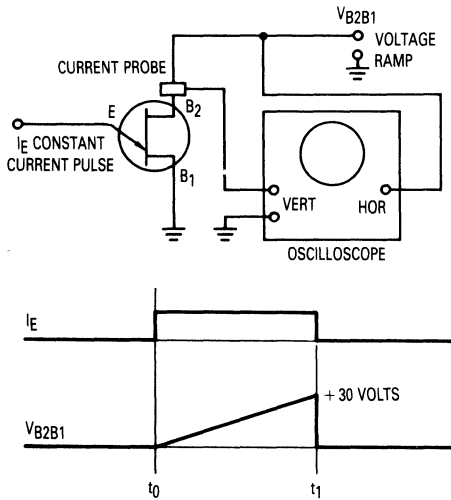 VB2B1
VOLTAGE
RAMP
CURRENT PROBE
E
B2
IE CONSTANT
CURRENT PULSE
B1
VERT
HOR
OSCILLOSCOPE
IE
+ 30 VOLTS
VB2B1
t0
t1